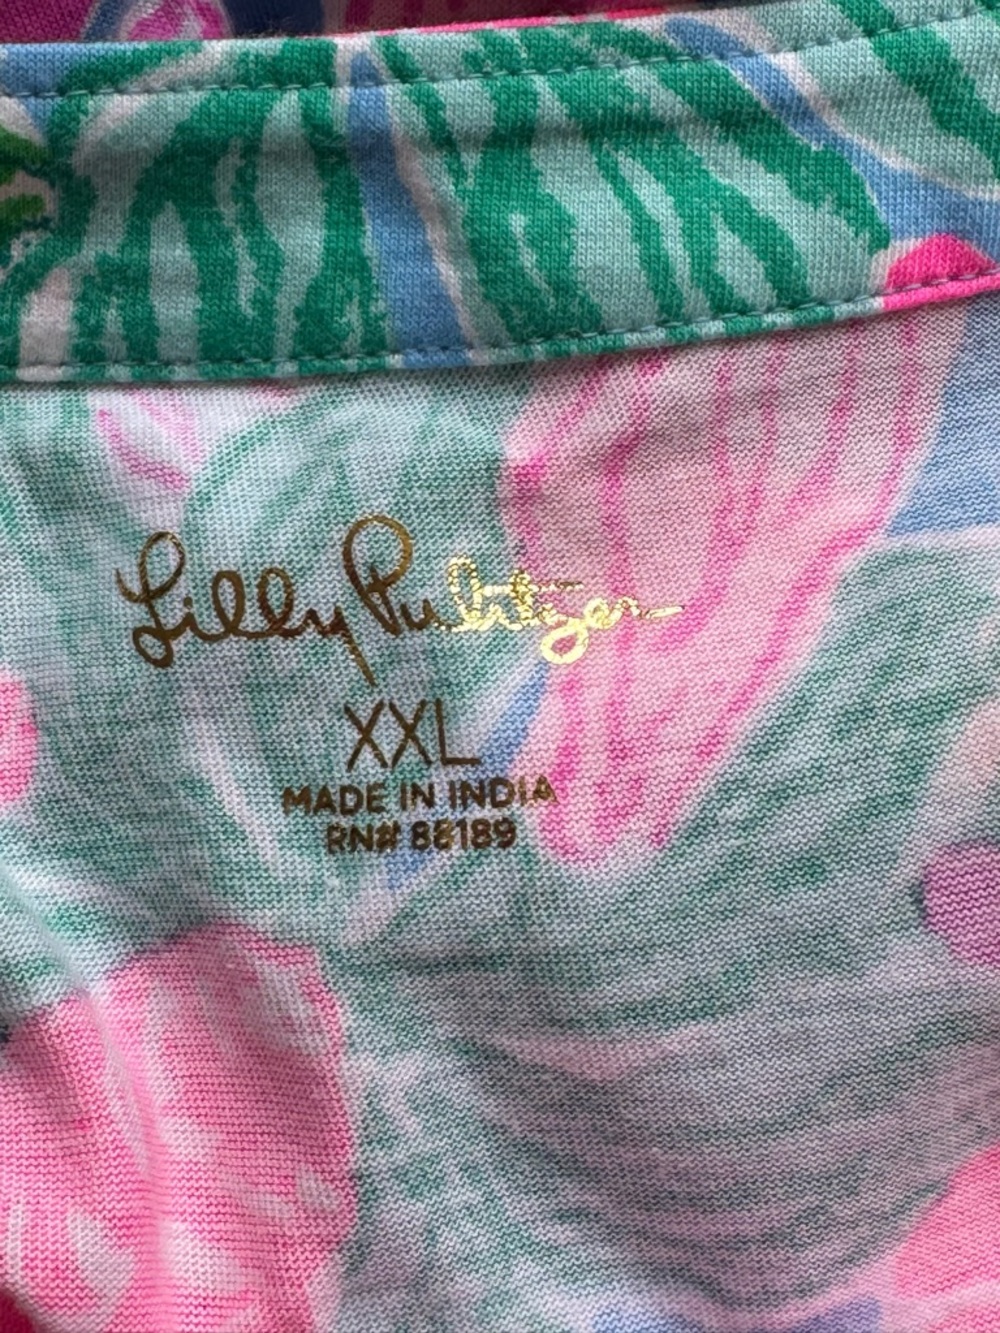 Lilly Pulitzer
XXL
MADE IN INDIA
RN# 88189